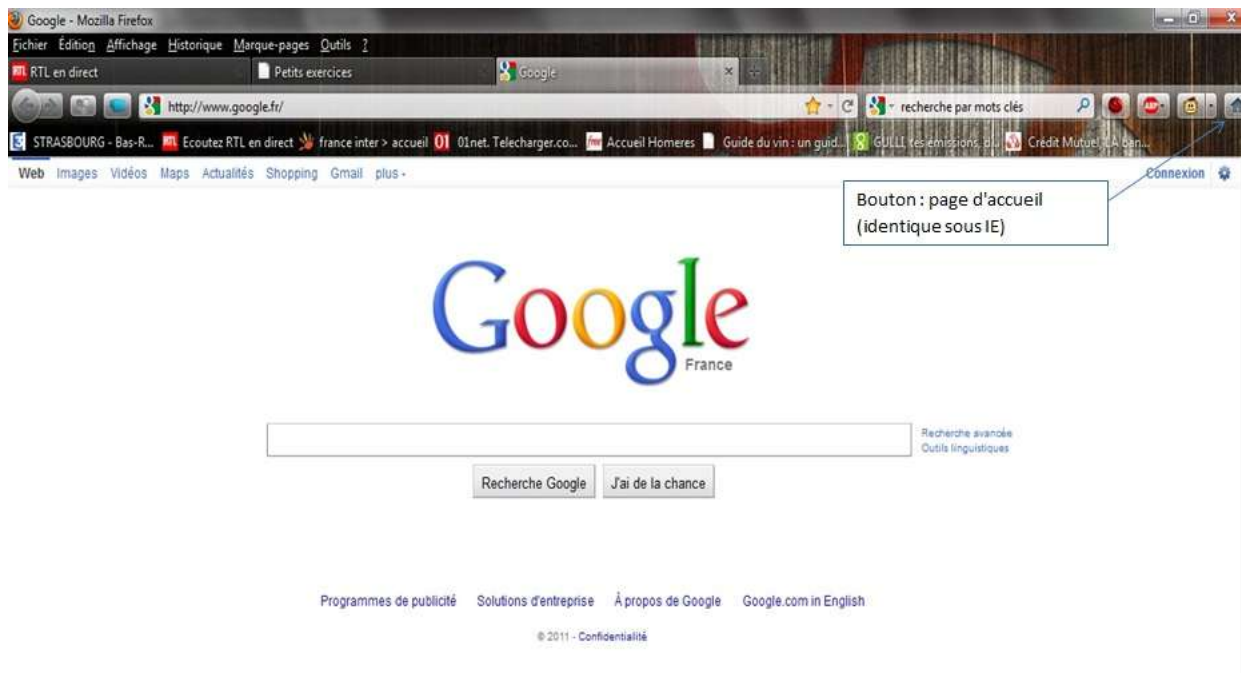 Google - Mozilla Firefox
Fichier Édition Affichage Historique Marque-pages Outils ?
RTL en direct Petits exercices Google
http://www.google.fr/ recherche par mots clés ABP
STRASBOURG - Bas-R... RTL Ecoutez RTL en direct france inter > accueil 01 01net. Telecharger.co... Accueil Homeres Guide du vin : un guid... GULLI, tes émissions, Crédit Mutuel, LA ban...
Web Images Vidéos Maps Actualités Shopping Gmail plus Connexion
Bouton : page d'accueil
(identique sous IE)
Google
France
Recherche avancée
Outils linguistiques
Recherche Google J'ai de la chance
Programmes de publicité Solutions d'entreprise À propos de Google Google.com in English
© 2011 - Confidentialité